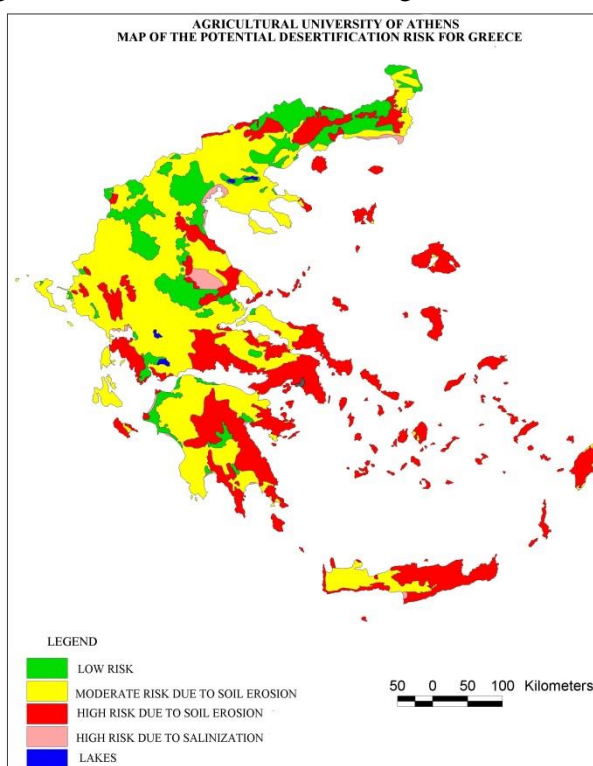 AGRICULTURAL UNIVERSITY OF ATHENS
MAP OF THE POTENTIAL DESERTIFICATION RISK FOR GREECE
LEGEND
LOW RISK
MODERATE RISK DUE TO SOIL EROSION
HIGH RISK DUE TO SOIL EROSION
HIGH RISK DUE TO SALINIZATION
LAKES
50 0 50 100 Kilometers